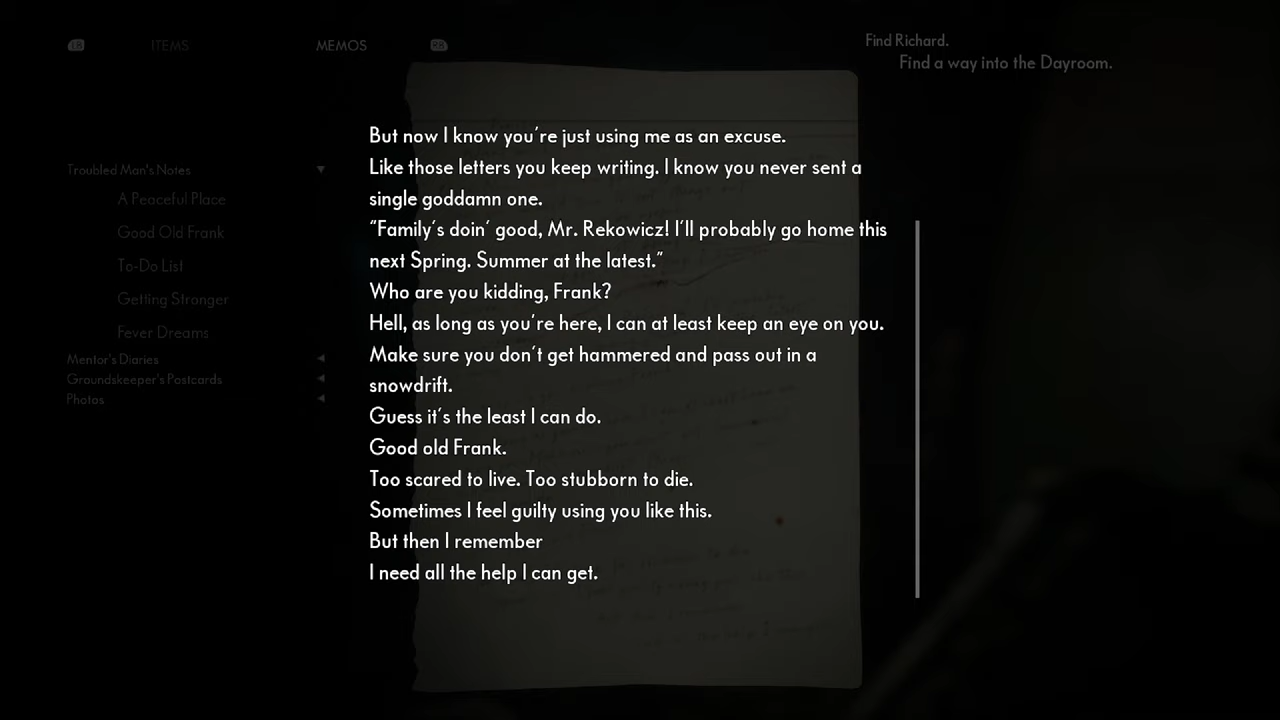 LB ITEMS MEMOS RB
Find Richard.
Find a way into the Dayroom.
Troubled Man's Notes
A Peaceful Place
Good Old Frank
To-Do List
Getting Stronger
Fever Dreams
Mentor's Diaries
Groundskeeper's Postcards
Photos
But now I know you're just using me as an excuse.
Like those letters you keep writing. I know you never sent a
single goddamn one.
"Family's doin' good, Mr. Rekowicz! I'll probably go home this
next Spring. Summer at the latest."
Who are you kidding, Frank?
Hell, as long as you're here, I can at least keep an eye on you.
Make sure you don't get hammered and pass out in a
snowdrift.
Guess it's the least I can do.
Good old Frank.
Too scared to live. Too stubborn to die.
Sometimes I feel guilty using you like this.
But then I remember
I need all the help I can get.